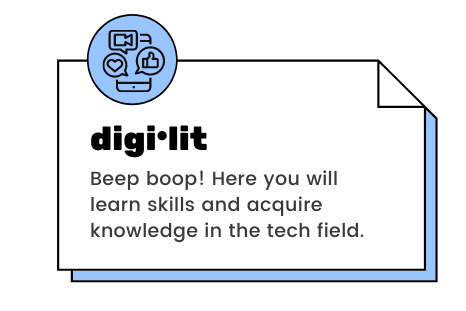 digi•lit
Beep boop! Here you will
learn skills and acquire
knowledge in the tech field.